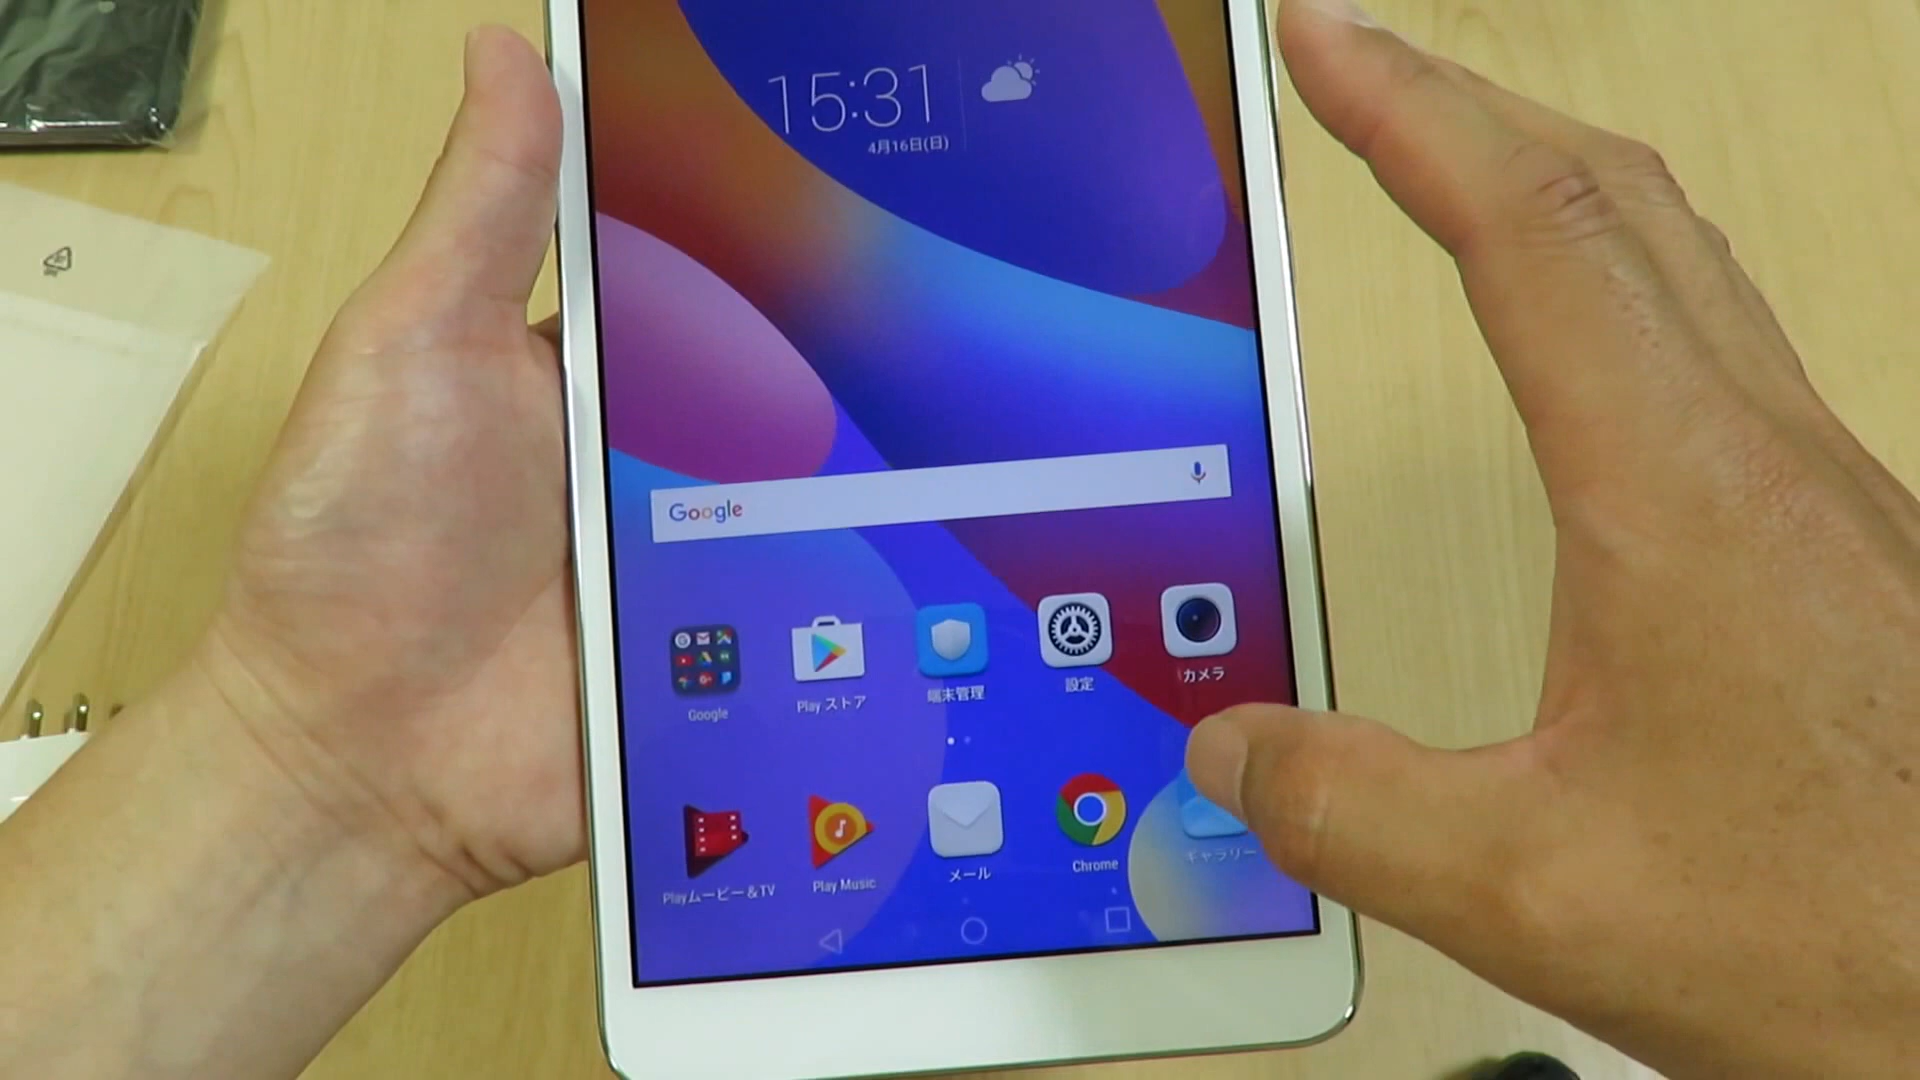 15:31
4月16日(日)
Google
Google
Play ストア
端末管理
設定
カメラ
Playムービー＆TV
Play Music
メール
Chrome
ギャラリー